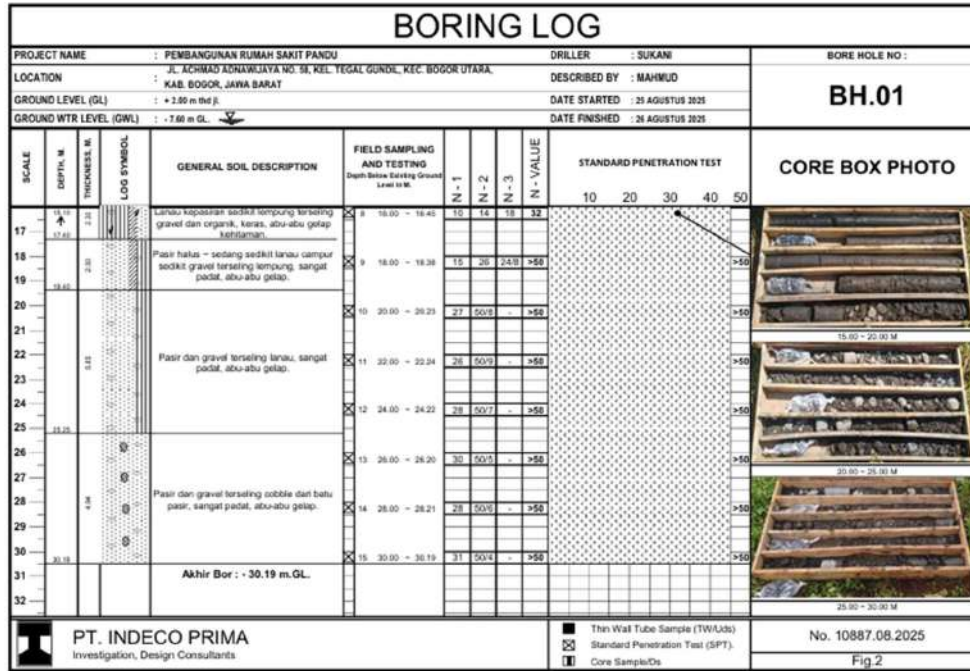 BORING LOG
PROJECT NAME : PEMBANGUNAN RUMAH SAKIT PANDU
DRILLER : SUKANI
BORE HOLE NO :
LOCATION : JL. ACHMAD ADNAWIJAYA NO. 58, KEL. TEGAL GUNDIL, KEC. BOGOR UTARA,
KAB. BOGOR, JAWA BARAT
DESCRIBED BY : MAHMUD
BH.01
GROUND LEVEL (GL) : + 2.00 m thd jl.
DATE STARTED : 25 AGUSTUS 2025
GROUND WTR LEVEL (GWL) : - 7.60 m GL.
DATE FINISHED : 26 AGUSTUS 2025
SCALE
DEPTH, M.
THICKNESS, M.
LOG SYMBOL
GENERAL SOIL DESCRIPTION
FIELD SAMPLING
AND TESTING
Depth Below Existing Ground
Level in M.
N - 1
N - 2
N - 3
N - VALUE
STANDARD PENETRATION TEST
10 20 30 40 50
CORE BOX PHOTO
Lanau kepasiran sedikit lempung terseling
gravel dan organik, keras, abu-abu gelap
kehitaman.
8 16.00 - 16.45 10 14 18 32
17
17.40
Pasir halus - sedang sedikit lanau campur
sedikit gravel terseling lempung, sangat
padat, abu-abu gelap.
18
9 18.00 - 18.38 15 26 24/8 >50 >50
19
19.40
15.00 - 20.00 M
20
10 20.00 - 20.23 27 50/8 - >50 >50
21
Pasir dan gravel terseling lanau, sangat
padat, abu-abu gelap.
22
11 22.00 - 22.24 26 50/9 - >50 >50
23
24
12 24.00 - 24.22 28 50/7 - >50 >50
25
25.25
20.00 - 25.00 M
26
13 26.00 - 26.20 30 50/5 - >50 >50
27
4.94
Pasir dan gravel terseling cobble dari batu
pasir, sangat padat, abu-abu gelap.
28
14 28.00 - 28.21 28 50/6 - >50 >50
29
30
30.19
15 30.00 - 30.19 31 50/4 - >50 >50
31
Akhir Bor : - 30.19 m.GL.
32
25.00 - 30.00 M
PT. INDECO PRIMA
Investigation, Design Consultants
Thin Wall Tube Sample (TW/Uds)
Standard Penetration Test (SPT).
Core Sample/Ds
No. 10887.08.2025
Fig.2